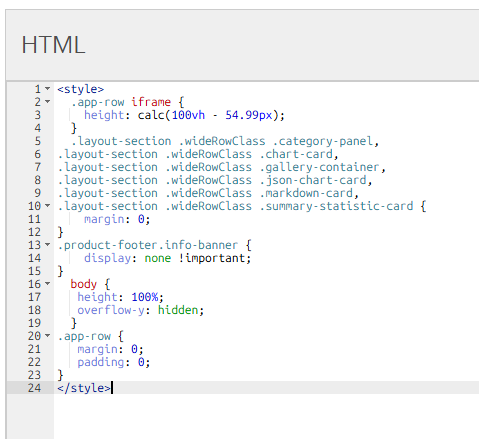 HTML
1 <style>
2 .app-row iframe {
3 height: calc(100vh - 54.99px);
4 }
5 .layout-section .wideRowClass .category-panel,
6 .layout-section .wideRowClass .chart-card,
7 .layout-section .wideRowClass .gallery-container,
8 .layout-section .wideRowClass .json-chart-card,
9 .layout-section .wideRowClass .markdown-card,
10 .layout-section .wideRowClass .summary-statistic-card {
11 margin: 0;
12 }
13 .product-footer.info-banner {
14 display: none !important;
15 }
16 body {
17 height: 100%;
18 overflow-y: hidden;
19 }
20 .app-row {
21 margin: 0;
22 padding: 0;
23 }
24 </style>